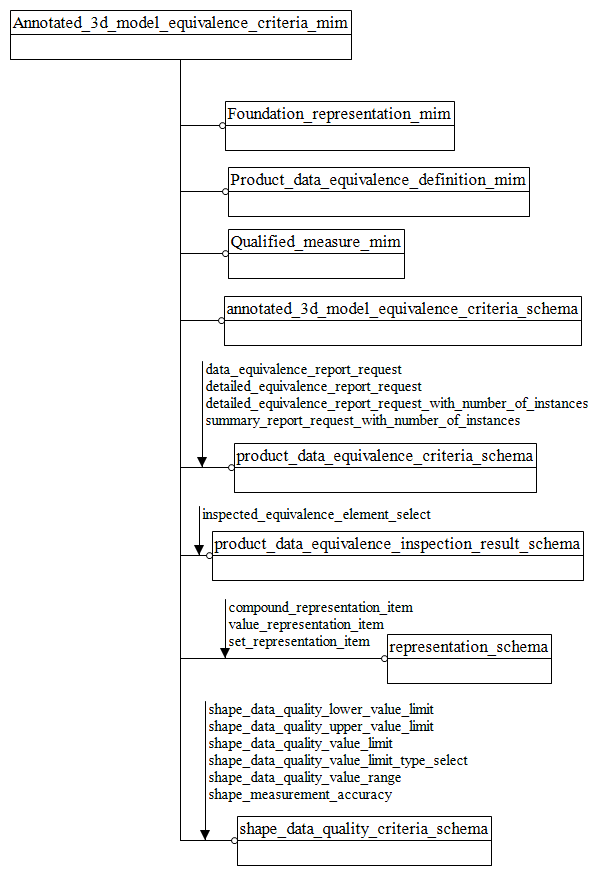 Annotated_3d_model_equivalence_criteria_mim
Foundation_representation_mim
Product_data_equivalence_definition_mim
Qualified_measure_mim
annotated_3d_model_equivalence_criteria_schema
data_equivalence_report_request
detailed_equivalence_report_request
detailed_equivalence_report_request_with_number_of_instances
summary_report_request_with_number_of_instances
product_data_equivalence_criteria_schema
inspected_equivalence_element_select
product_data_equivalence_inspection_result_schema
compound_representation_item
value_representation_item
set_representation_item
representation_schema
shape_data_quality_lower_value_limit
shape_data_quality_upper_value_limit
shape_data_quality_value_limit
shape_data_quality_value_limit_type_select
shape_data_quality_value_range
shape_measurement_accuracy
shape_data_quality_criteria_schema